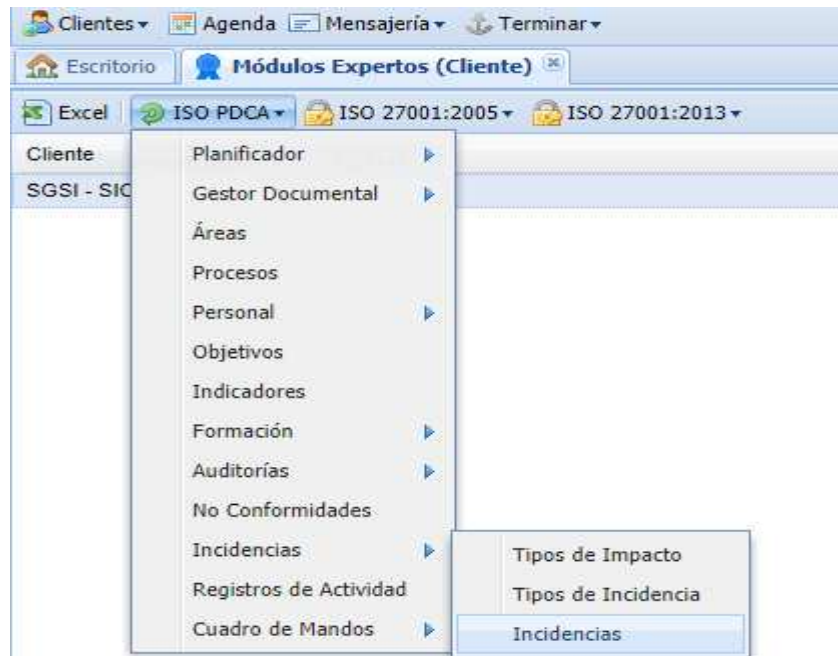 Clientes Agenda Mensajería Terminar
Escritorio Módulos Expertos (Cliente)
Excel ISO PDCA ISO 27001:2005 ISO 27001:2013
Cliente
SGSI - SIC
Planificador
Gestor Documental
Áreas
Procesos
Personal
Objetivos
Indicadores
Formación
Auditorías
No Conformidades
Incidencias
Registros de Actividad
Cuadro de Mandos
Tipos de Impacto
Tipos de Incidencia
Incidencias